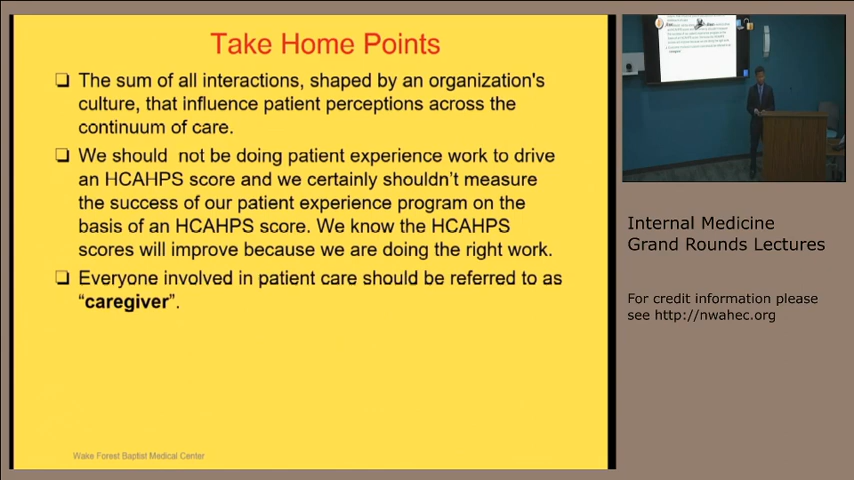 Take Home Points
❑ The sum of all interactions, shaped by an organization's
culture, that influence patient perceptions across the
continuum of care.
❑ We should  not be doing patient experience work to drive
an HCAHPS score and we certainly shouldn't measure
the success of our patient experience program on the
basis of an HCAHPS score. We know the HCAHPS
scores will improve because we are doing the right work.
❑ Everyone involved in patient care should be referred to as
“caregiver”.
Wake Forest Baptist Medical Center
Internal Medicine
Grand Rounds Lectures
For credit information please
see http://nwahec.org